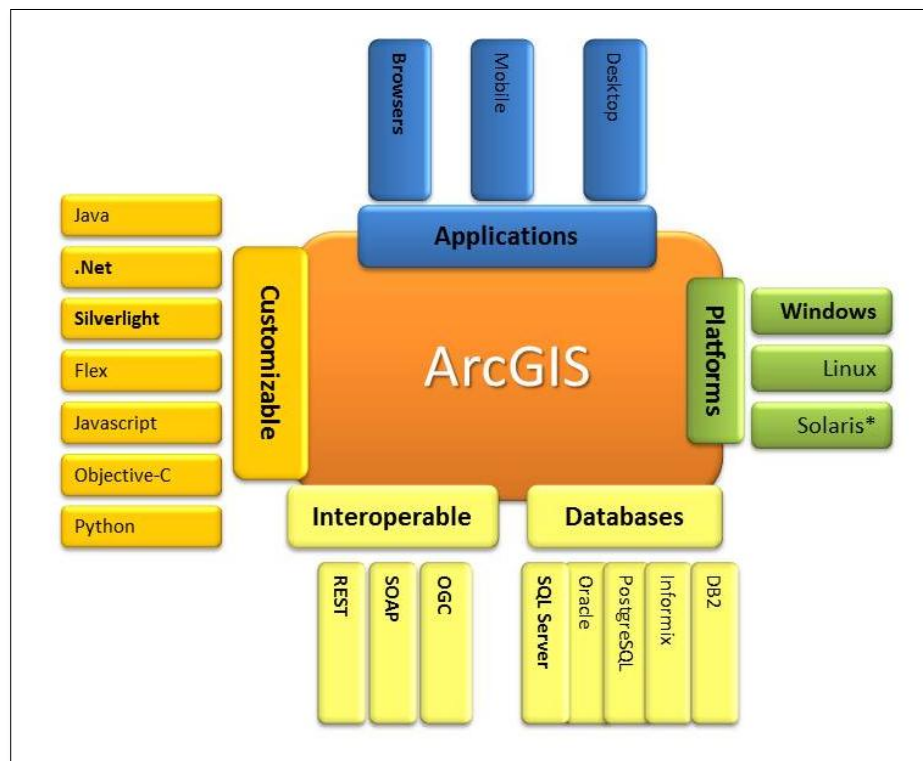 Browsers
Mobile
Desktop
Applications
Java
.Net
Silverlight
Flex
Javascript
Objective-C
Python
Customizable
ArcGIS
Platforms
Windows
Linux
Solaris*
Interoperable
Databases
REST
SOAP
OGC
SQL Server
Oracle
PostgreSQL
Informix
DB2